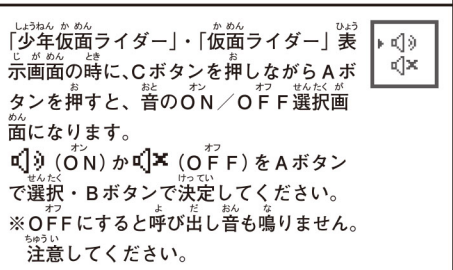 「少年仮面ライダー」・「仮面ライダー」表
示画面の時に、Cボタンを押しながらAボ
タンを押すと、音のON／OFF選択画
面になります。
(ON)か (OFF)をAボタン
で選択・Bボタンで決定してください。
※OFFにすると呼び出し音も鳴りません。
注意してください。